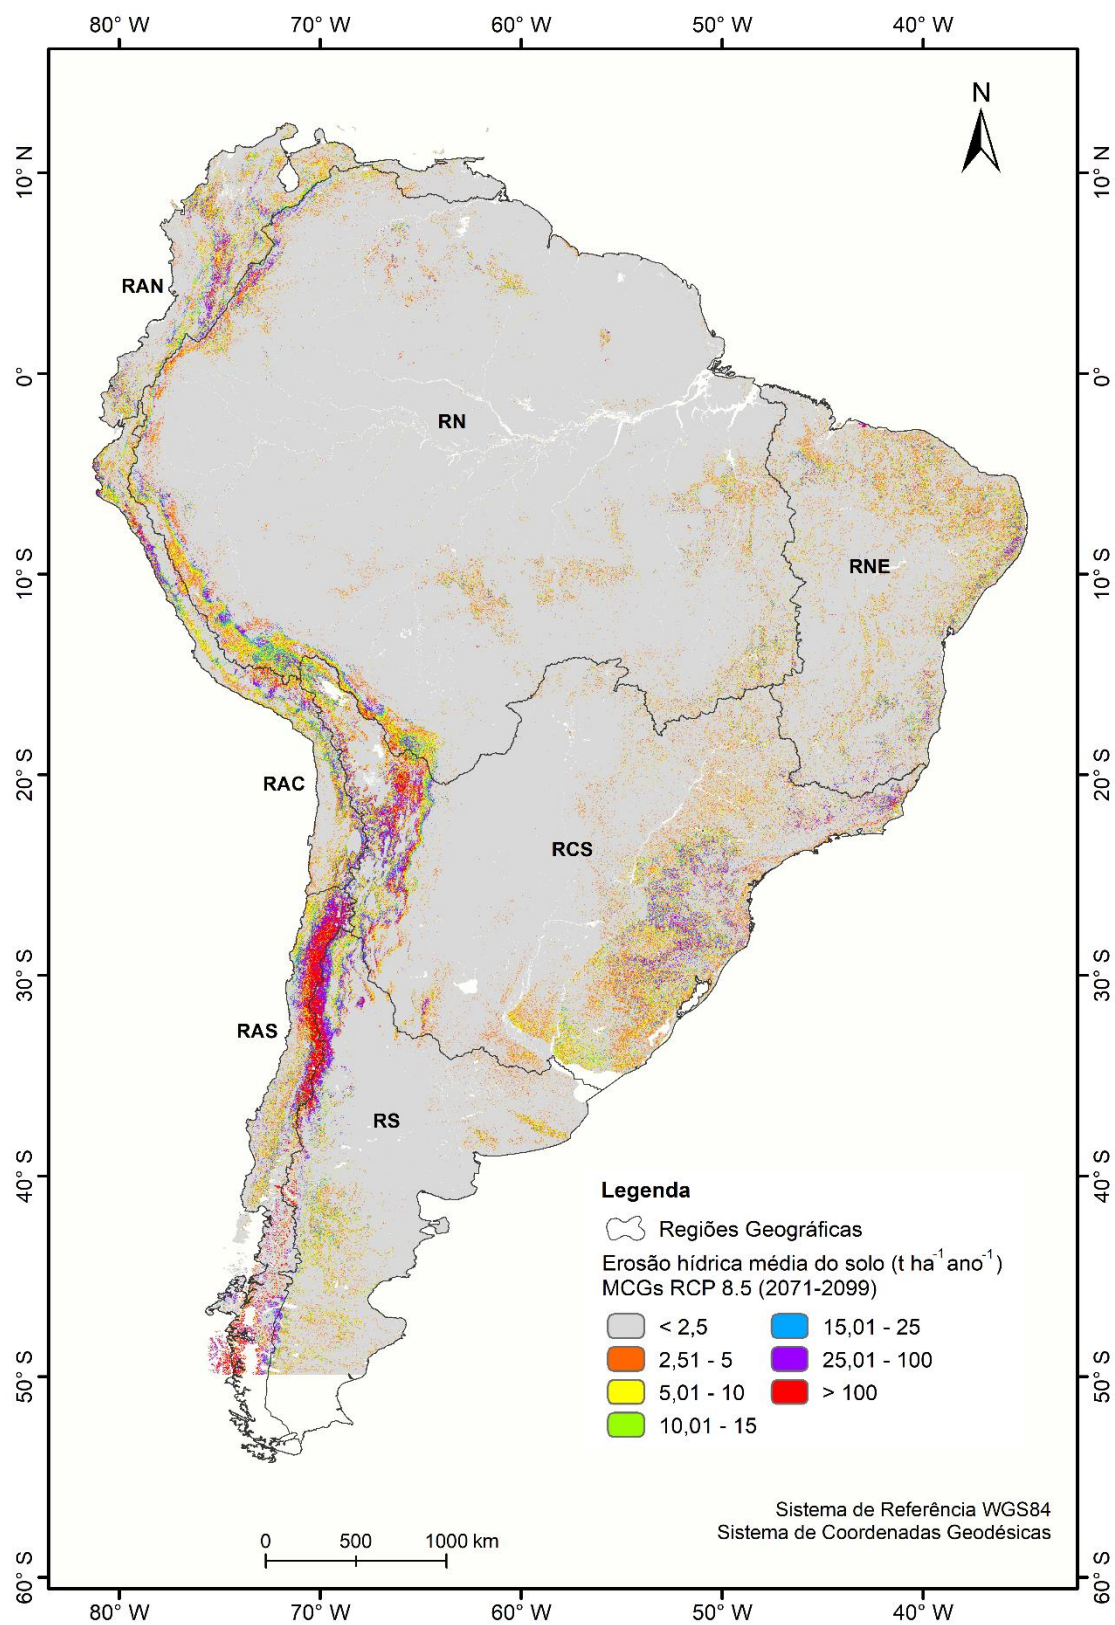 80° W 70° W 60° W 50° W 40° W
N
10° N 10° N
RAN
0° 0°
RN
RNE
10° S 10° S
RAC
20° S 20° S
RCS
30° S 30° S
RAS
RS
40° S 40° S
Legenda
Regiões Geográficas
Erosão hídrica média do solo (t ha⁻¹ ano⁻¹)
MCGs RCP 8.5 (2071-2099)
< 2,5 15,01 - 25
2,51 - 5 25,01 - 100
5,01 - 10 > 100
10,01 - 15
50° S 50° S
Sistema de Referência WGS84
Sistema de Coordenadas Geodésicas
0 500 1000 km
60° S 60° S
80° W 70° W 60° W 50° W 40° W